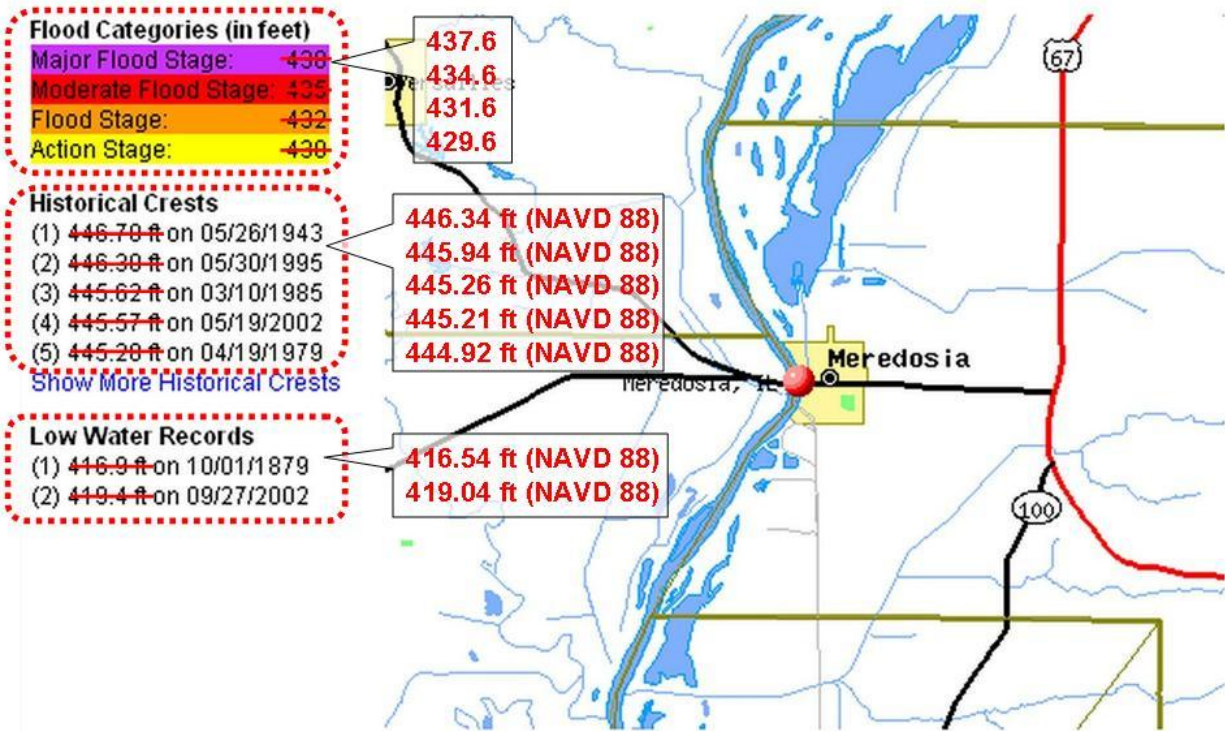 Flood Categories (in feet)
Major Flood Stage: 438
Moderate Flood Stage: 435
Flood Stage: 432
Action Stage: 430
437.6
434.6
431.6
429.6
Historical Crests
(1) 446.70 ft on 05/26/1943
(2) 446.30 ft on 05/30/1995
(3) 445.62 ft on 03/10/1985
(4) 445.57 ft on 05/19/2002
(5) 445.28 ft on 04/19/1979
Show More Historical Crests
446.34 ft (NAVD 88)
445.94 ft (NAVD 88)
445.26 ft (NAVD 88)
445.21 ft (NAVD 88)
444.92 ft (NAVD 88)
Low Water Records
(1) 416.9 ft on 10/01/1879
(2) 419.4 ft on 09/27/2002
416.54 ft (NAVD 88)
419.04 ft (NAVD 88)
67
Meredosia
Meredosia, IL
100